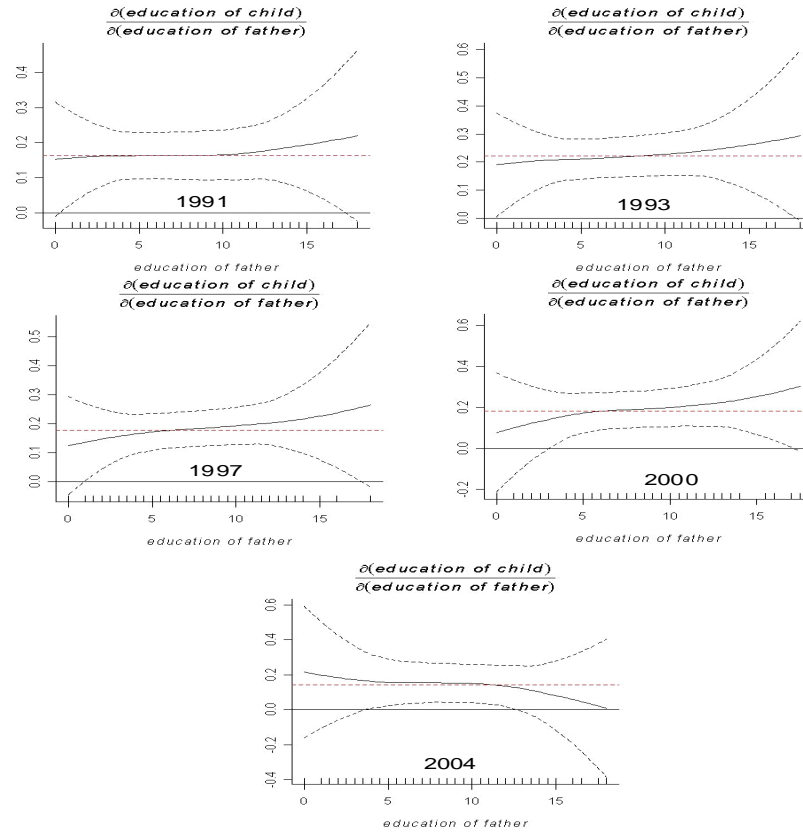 ∂(education of child)
∂(education of father)
0.4
0.3
0.2
0.1
0.0
1991
0 5 10 15
education of father
∂(education of child)
∂(education of father)
0.6
0.5
0.4
0.3
0.2
0.1
0.0
1993
0 5 10 15
education of father
∂(education of child)
∂(education of father)
0.5
0.4
0.3
0.2
0.1
0.0
1997
0 5 10 15
education of father
∂(education of child)
∂(education of father)
0.6
0.4
0.2
0.0
-0.2
2000
0 5 10 15
education of father
∂(education of child)
∂(education of father)
0.6
0.4
0.2
0.0
-0.2
-0.4
2004
0 5 10 15
education of father